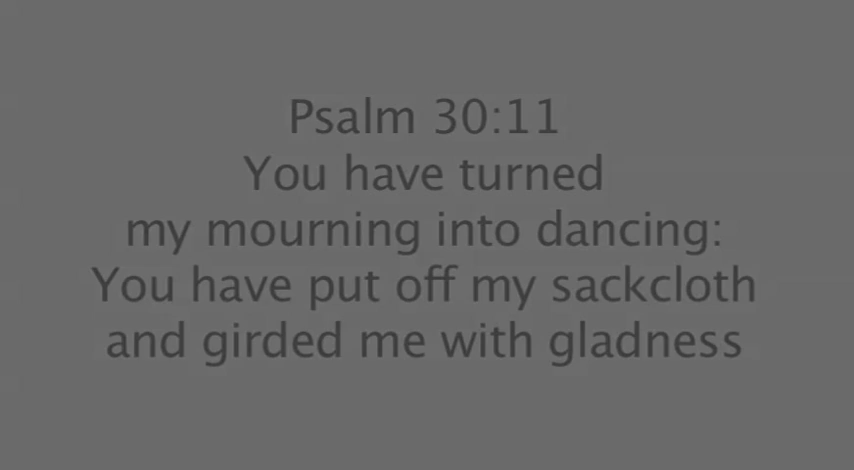 Psalm 30:11
You have turned
my mourning into dancing:
You have put off my sackcloth
and girded me with gladness